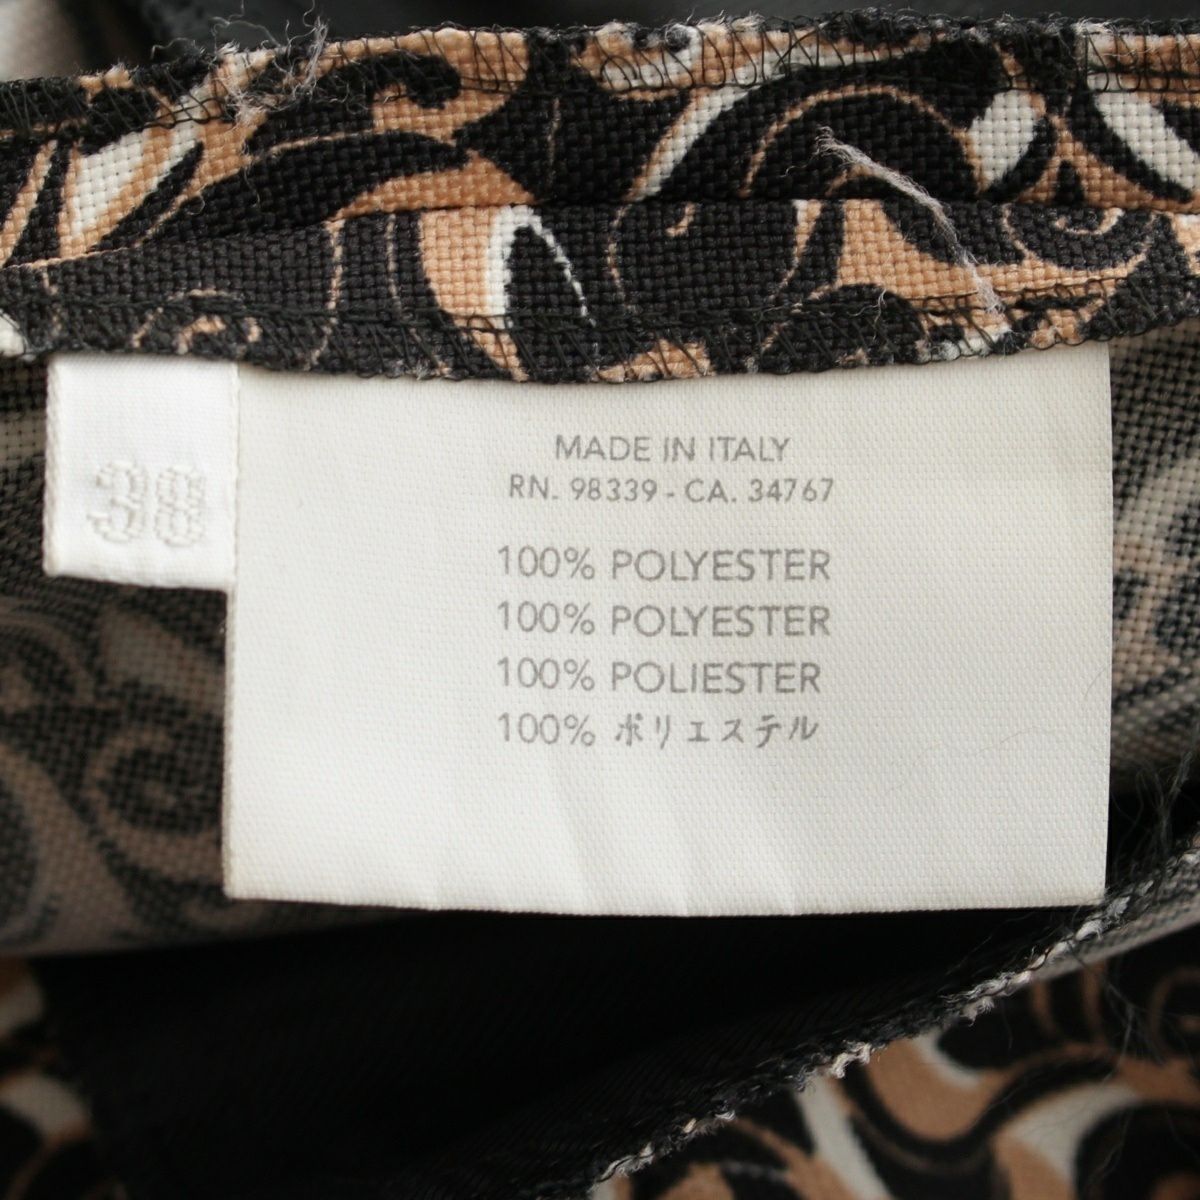 38
MADE IN ITALY
RN. 98339 - CA. 34767
100% POLYESTER
100% POLYESTER
100% POLIESTER
100% ポリエステル